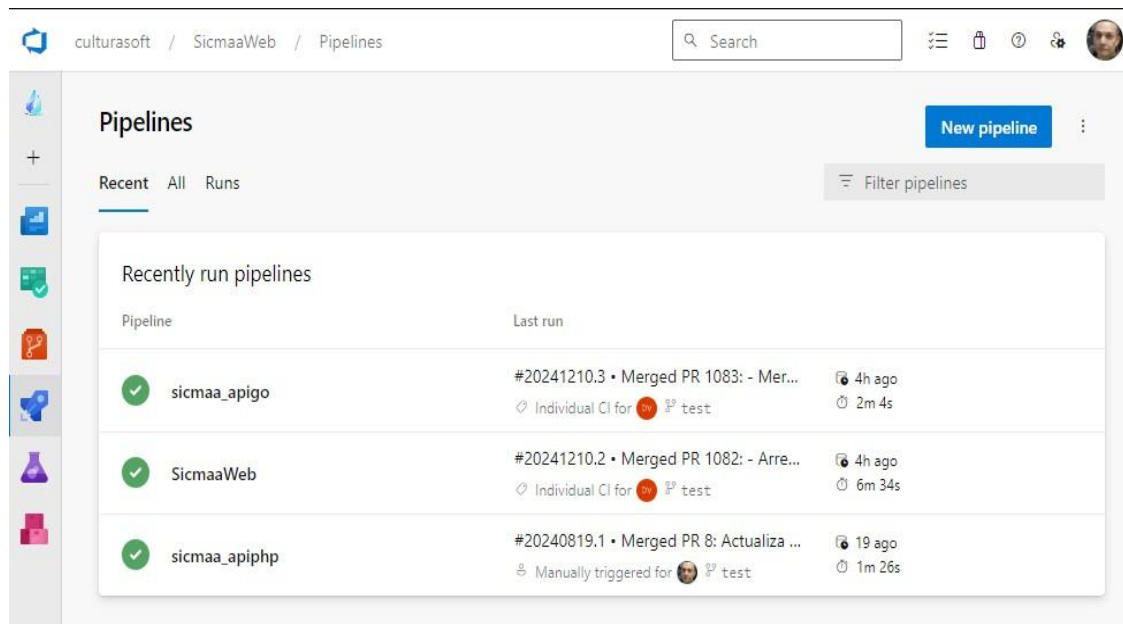 culturasoft / SicmaaWeb / Pipelines
Search
Pipelines
New pipeline
Recent All Runs
Filter pipelines
Recently run pipelines
Pipeline Last run
sicmaa_apigo
#20241210.3 • Merged PR 1083: - Mer...
4h ago
Individual CI for DV test
2m 4s
SicmaaWeb
#20241210.2 • Merged PR 1082: - Arre...
4h ago
Individual CI for DV test
6m 34s
sicmaa_apiphp
#20240819.1 • Merged PR 8: Actualiza ...
19 ago
Manually triggered for test
1m 26s